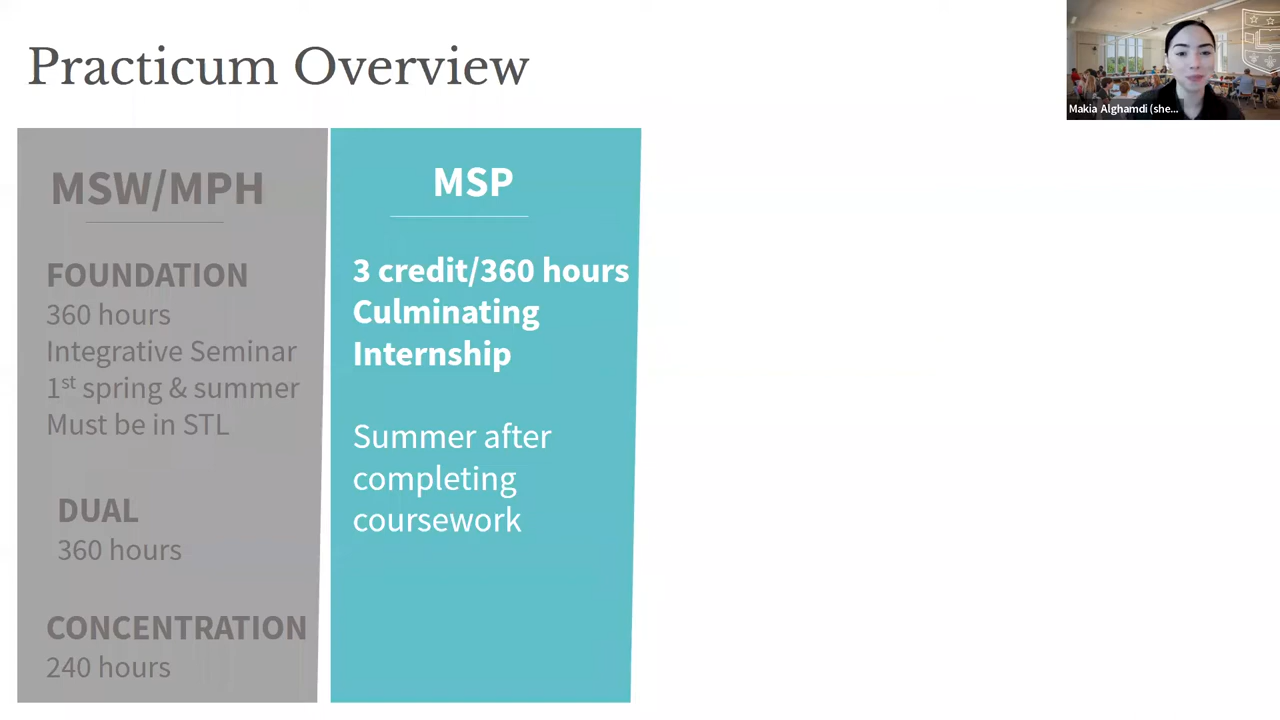 Practicum Overview
Makia Alghamdi (she...
MSW/MPH
FOUNDATION
360 hours
Integrative Seminar
1st spring & summer
Must be in STL
DUAL
360 hours
CONCENTRATION
240 hours
MSP
3 credit/360 hours
Culminating
Internship
Summer after
completing
coursework